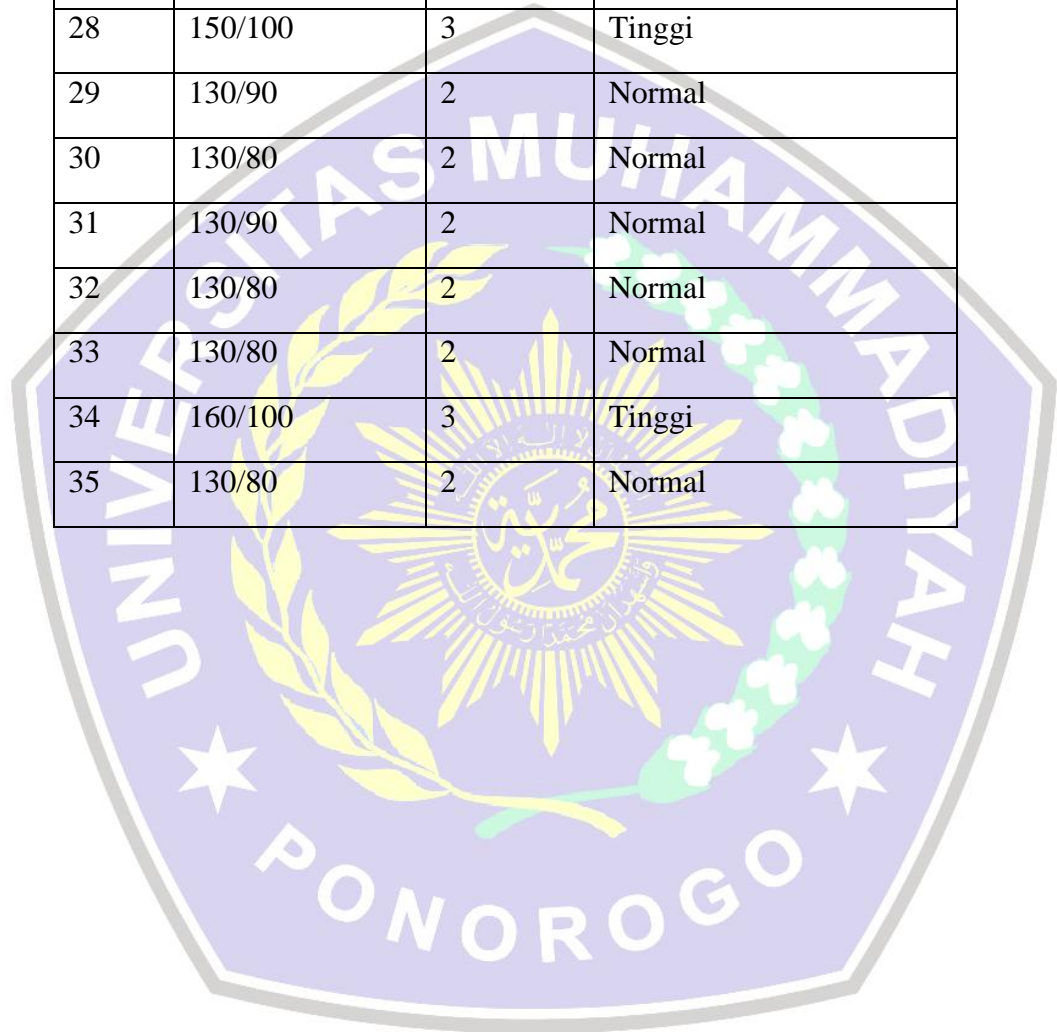 28 150/100 3 Tinggi
29 130/90 2 Normal
30 130/80 2 Normal
31 130/90 2 Normal
32 130/80 2 Normal
33 130/80 2 Normal
34 160/100 3 Tinggi
35 130/80 2 Normal
UNIVERSITAS MUHAMMADIYAH
PONOROGO
محمدية